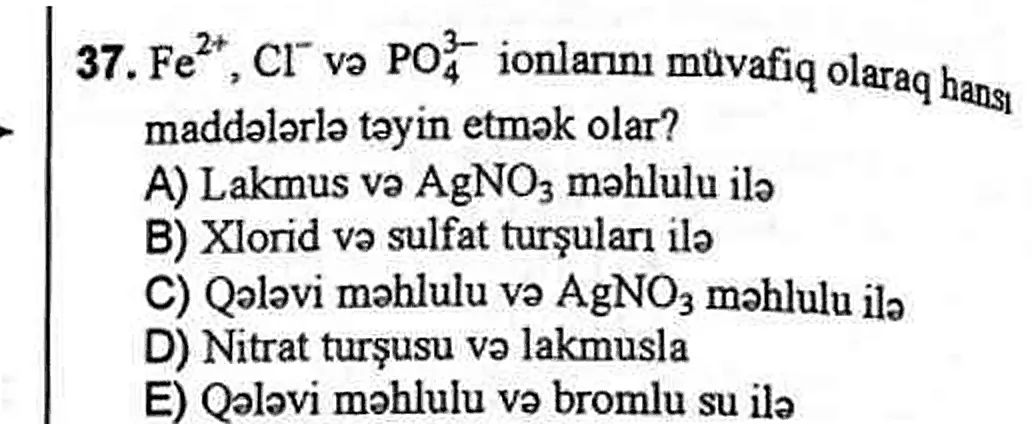 37. Fe²⁺, Cl⁻ və PO₄³⁻ ionlarını müvafiq olaraq hansı
maddələrlə təyin etmək olar?
A) Lakmus və AgNO₃ məhlulu ilə
B) Xlorid və sulfat turşuları ilə
C) Qələvi məhlulu və AgNO₃ məhlulu ilə
D) Nitrat turşusu və lakmusla
E) Qələvi məhlulu və bromlu su ilə